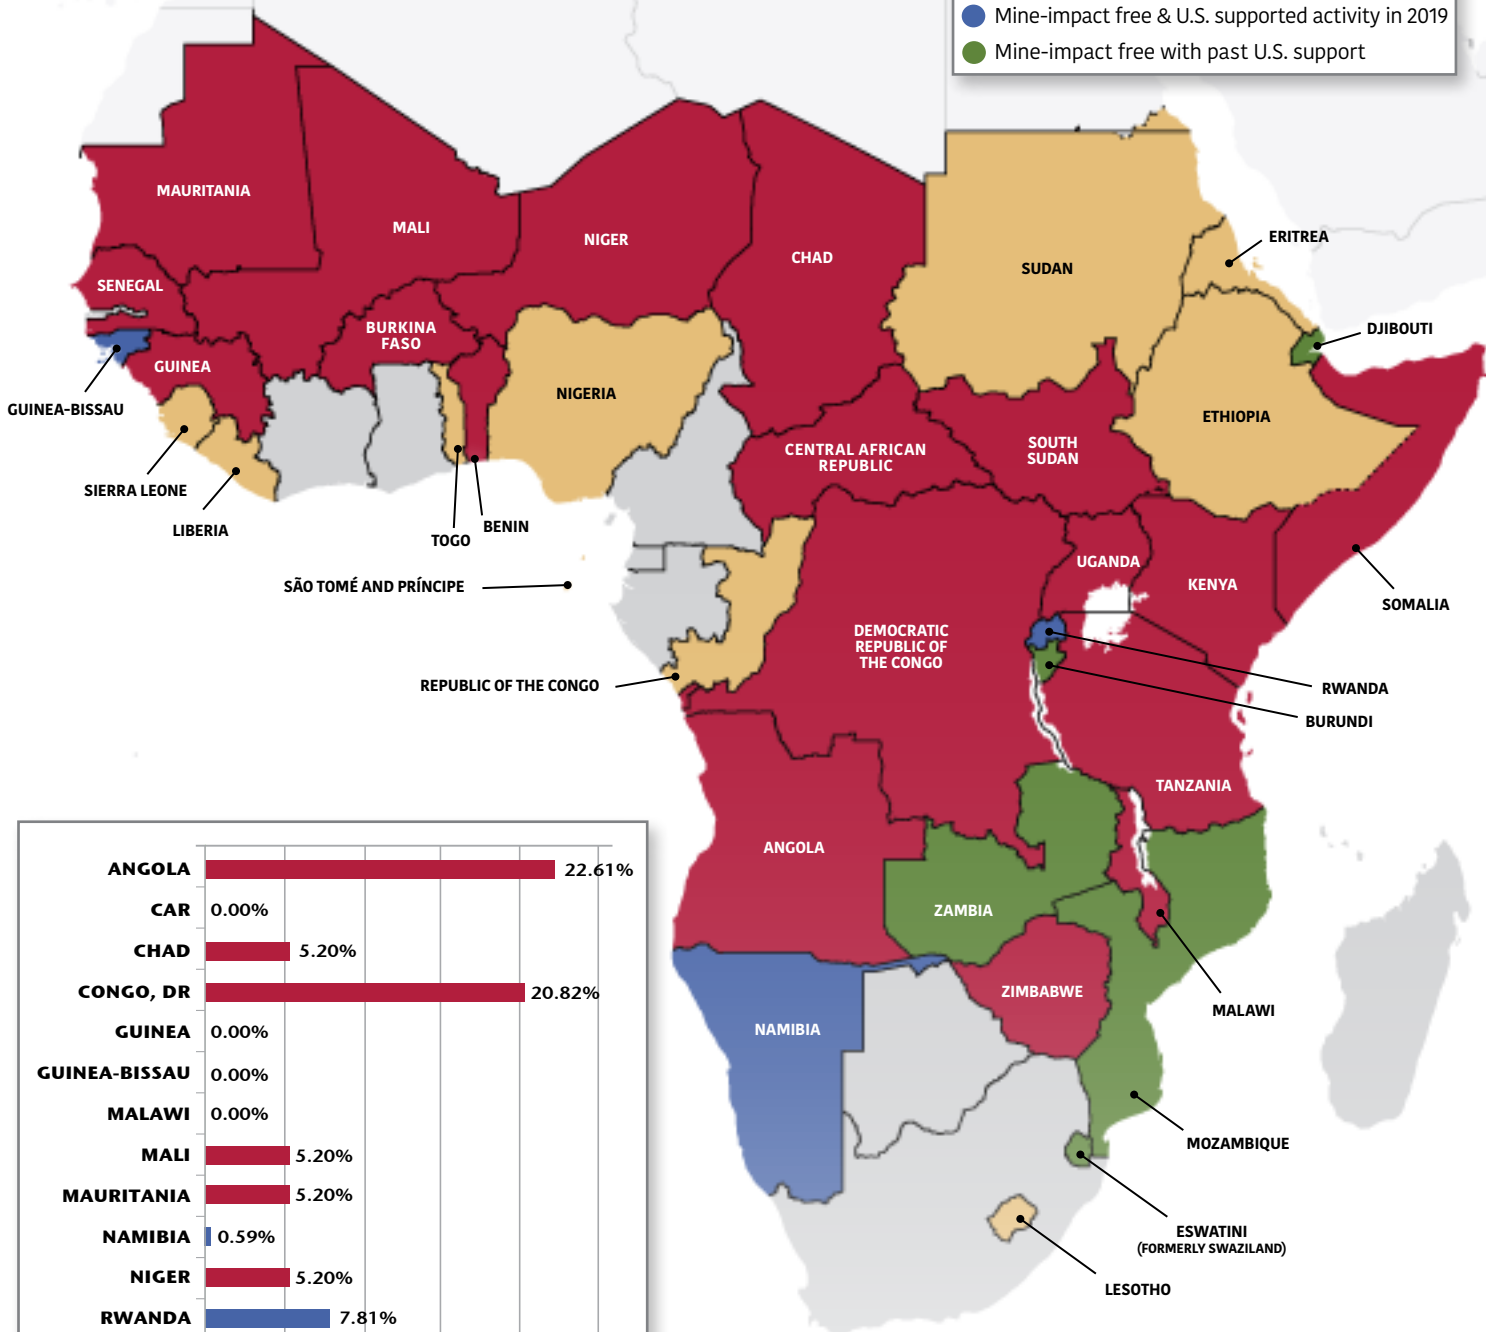 Mine-impact free & U.S. supported activity in 2019
Mine-impact free with past U.S. support
MAURITANIA
MALI
NIGER
CHAD
SUDAN
ERITREA
SENEGAL
BURKINA
FASO
DJIBOUTI
GUINEA
GUINEA-BISSAU
NIGERIA
ETHIOPIA
CENTRAL AFRICAN
REPUBLIC
SOUTH
SUDAN
SIERRA LEONE
LIBERIA
TOGO
BENIN
SÃO TOMÉ AND PRÍNCIPE
UGANDA
KENYA
SOMALIA
DEMOCRATIC
REPUBLIC OF
THE CONGO
REPUBLIC OF THE CONGO
RWANDA
BURUNDI
TANZANIA
ANGOLA
ZAMBIA
ZIMBABWE
MALAWI
NAMIBIA
MOZAMBIQUE
ESWATINI
(FORMERLY SWAZILAND)
LESOTHO
ANGOLA 22.61%
CAR 0.00%
CHAD 5.20%
CONGO, DR 20.82%
GUINEA 0.00%
GUINEA-BISSAU 0.00%
MALAWI 0.00%
MALI 5.20%
MAURITANIA 5.20%
NAMIBIA 0.59%
NIGER 5.20%
RWANDA 7.81%